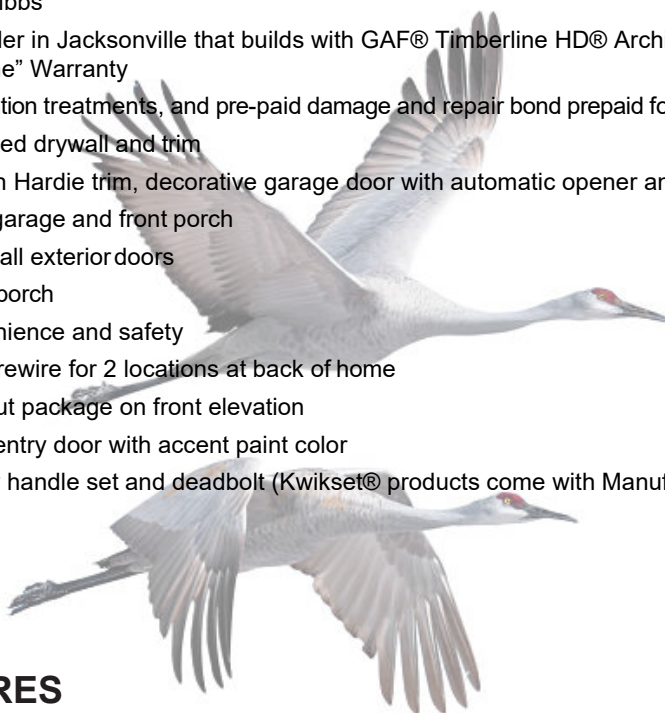 der in Jacksonville that builds with GAF® Timberline HD® Arch
e” Warranty
tion treatments, and pre-paid damage and repair bond prepaid fo
ed drywall and trim
Hardie trim, decorative garage door with automatic opener an
garage and front porch
all exterior doors
porch
nience and safety
rewire for 2 locations at back of home
ut package on front elevation
entry door with accent paint color
handle set and deadbolt (Kwikset® products come with Manuf
RES